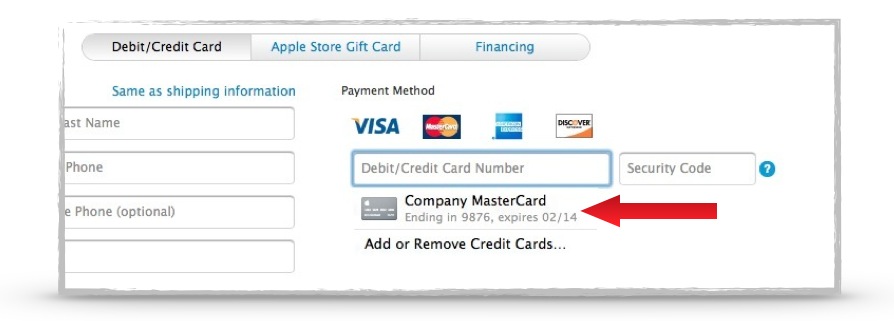 Debit/Credit Card Apple Store Gift Card Financing
Same as shipping information Payment Method
VISA MasterCard AMERICAN EXPRESS DISCOVER
ast Name
Phone Debit/Credit Card Number Security Code ?
Company MasterCard
e Phone (optional) Ending in 9876, expires 02/14
Add or Remove Credit Cards...